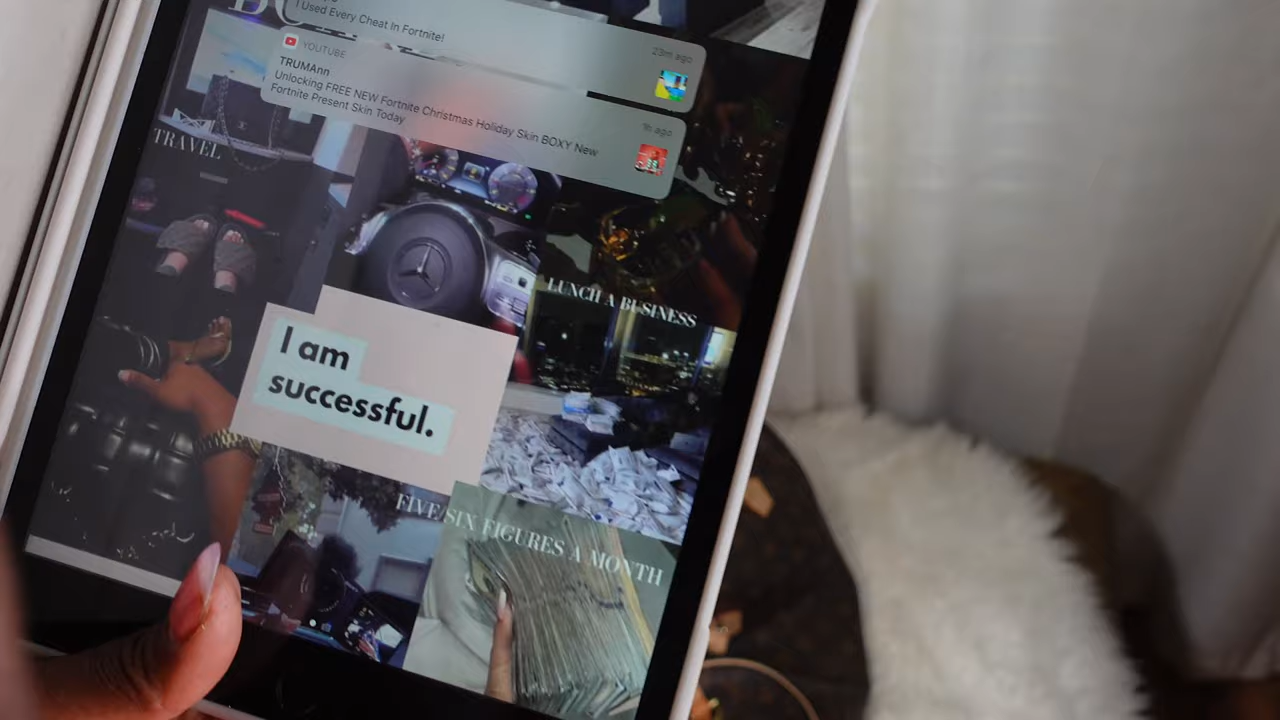 I Used Every Cheat In Fortnite!
23m ago
YOUTUBE
TRUMAnn
1h ago
Unlocking FREE NEW Fortnite Christmas Holiday Skin BOXY New
Fortnite Present Skin Today
TRAVEL
LUNCH A BUSINESS
I am
successful.
FIVE/SIX FIGURES A MONTH